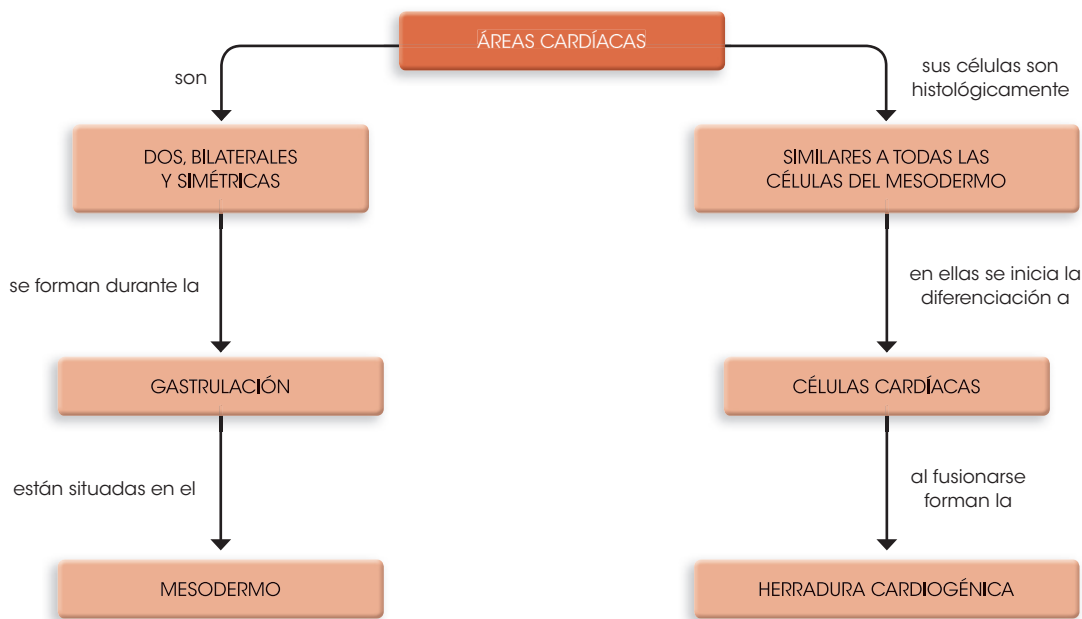 ÁREAS CARDÍACAS
son
sus células son
histológicamente
DOS, BILATERALES
Y SIMÉTRICAS
SIMILARES A TODAS LAS
CÉLULAS DEL MESODERMO
se forman durante la
en ellas se inicia la
diferenciación a
GASTRULACIÓN
CÉLULAS CARDÍACAS
están situadas en el
al fusionarse
forman la
MESODERMO
HERRADURA CARDIOGÉNICA